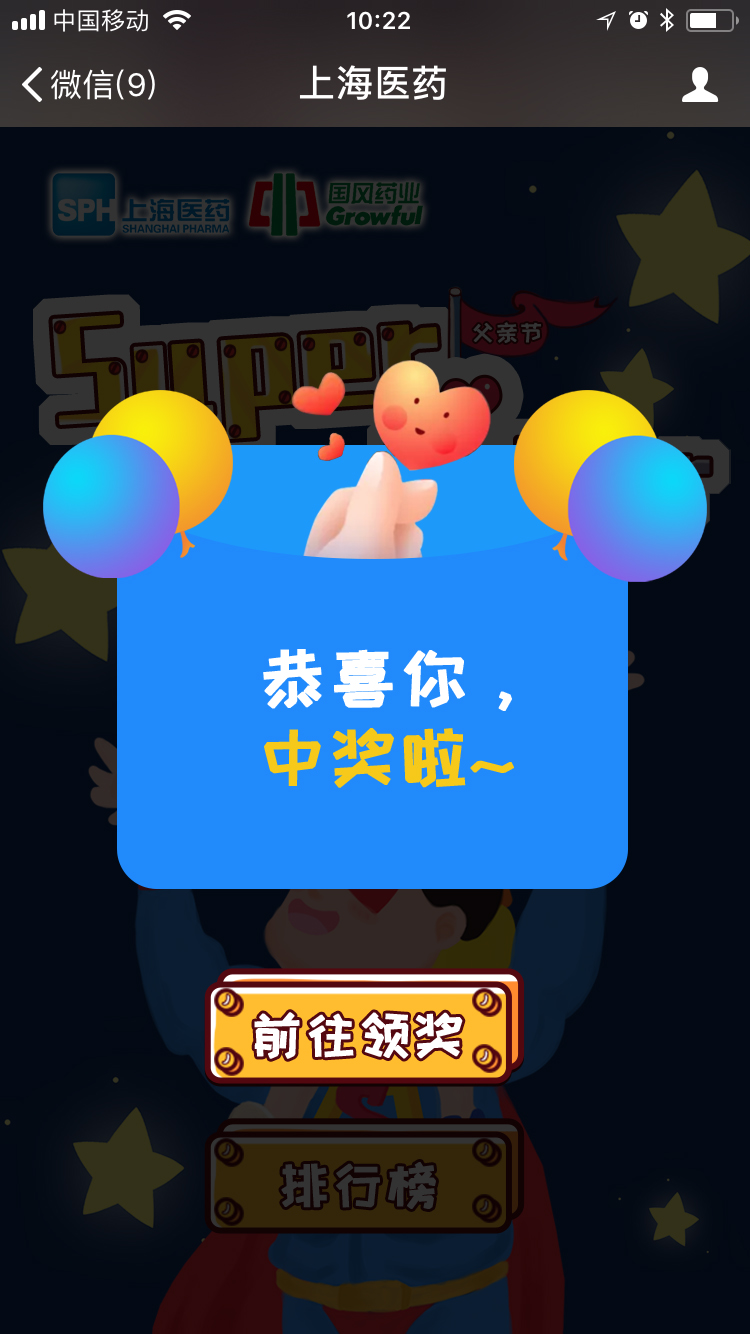 中国移动
10:22
微信(9)
上海医药
SPH 上海医药
SHANGHAI PHARMA
国风药业
Growful
Super
父亲节
恭喜你，
中奖啦~
前往领奖
排行榜